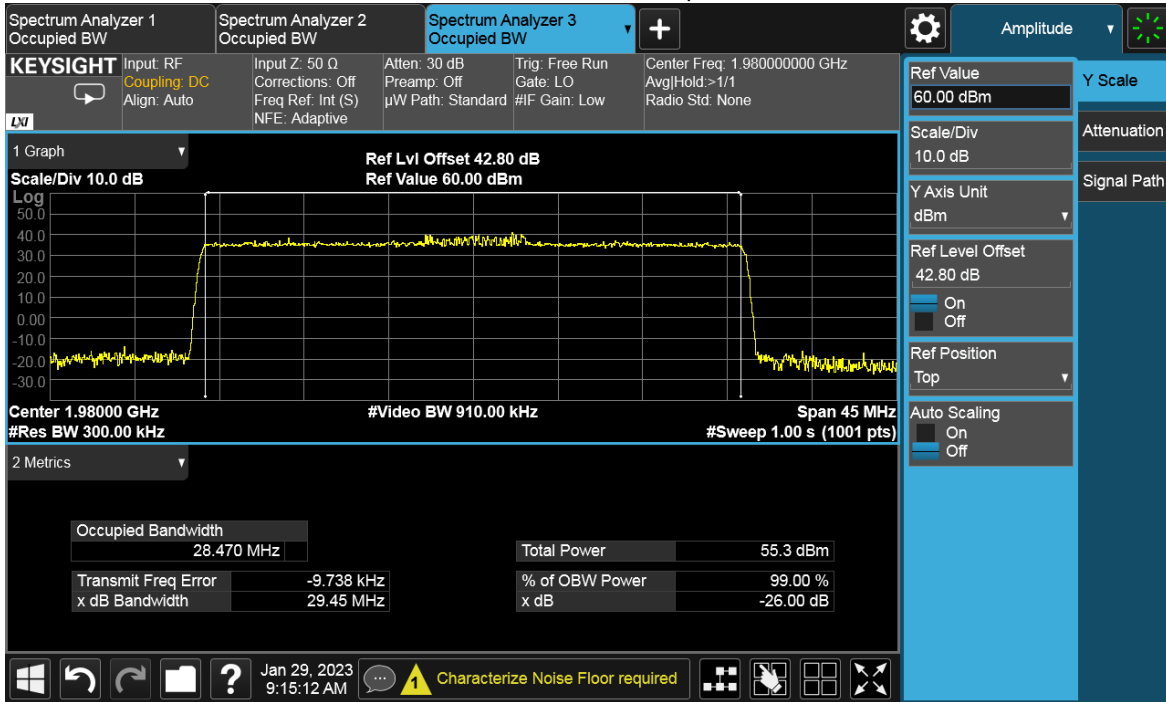 Spectrum Analyzer 1
Occupied BW
Spectrum Analyzer 2
Occupied BW
Spectrum Analyzer 3
Occupied BW
Amplitude
KEYSIGHT
LXI
Input: RF
Coupling: DC
Align: Auto
Input Z: 50 Ω
Corrections: Off
Freq Ref: Int (S)
NFE: Adaptive
Atten: 30 dB
Preamp: Off
µW Path: Standard
Trig: Free Run
Gate: LO
#IF Gain: Low
Center Freq: 1.980000000 GHz
Avg|Hold:>1/1
Radio Std: None
1 Graph
Scale/Div 10.0 dB
Ref Lvl Offset 42.80 dB
Ref Value 60.00 dBm
Log
50.0
40.0
30.0
20.0
10.0
0.00
-10.0
-20.0
-30.0
Center 1.98000 GHz
#Res BW 300.00 kHz
#Video BW 910.00 kHz
Span 45 MHz
#Sweep 1.00 s (1001 pts)
2 Metrics
Occupied Bandwidth
28.470 MHz
Transmit Freq Error -9.738 kHz
x dB Bandwidth 29.45 MHz
Total Power 55.3 dBm
% of OBW Power 99.00 %
x dB -26.00 dB
Ref Value
60.00 dBm
Scale/Div
10.0 dB
Y Axis Unit
dBm
Ref Level Offset
42.80 dB
On
Off
Ref Position
Top
Auto Scaling
On
Off
Y Scale
Attenuation
Signal Path
?
Jan 29, 2023
9:15:12 AM
1
Characterize Noise Floor required